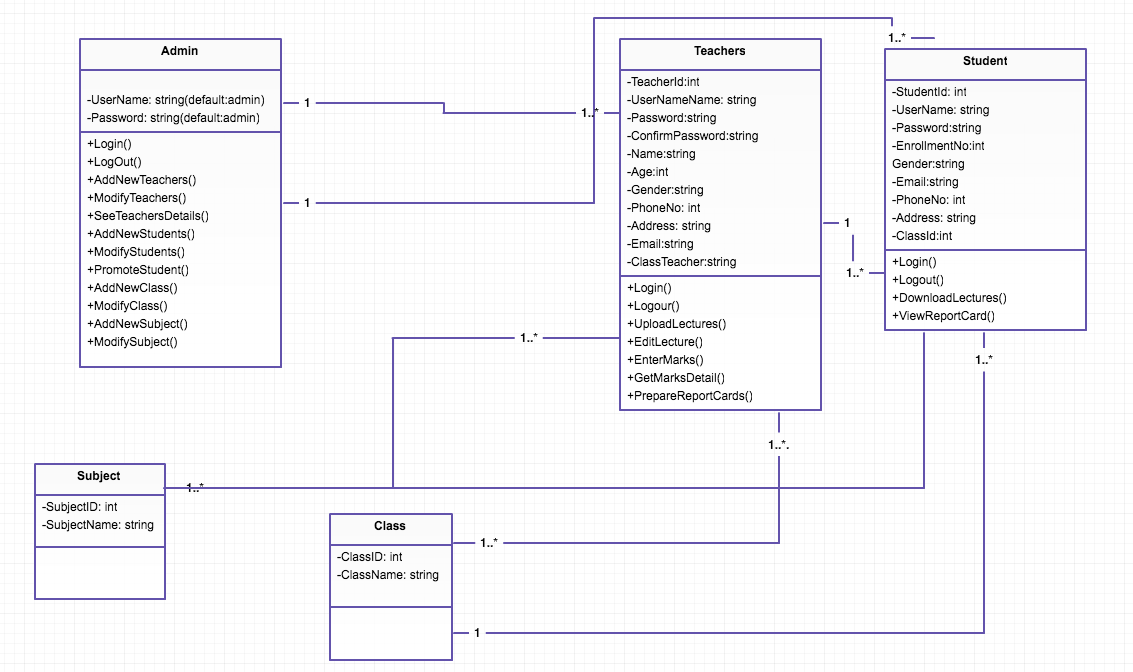 Admin
-UserName: string(default:admin)
-Password: string(default:admin)
+Login()
+LogOut()
+AddNewTeachers()
+ModifyTeachers()
+SeeTeachersDetails()
+AddNewStudents()
+ModifyStudents()
+PromoteStudent()
+AddNewClass()
+ModifyClass()
+AddNewSubject()
+ModifySubject()
1
1..*
1
1..*
Teachers
-TeacherId:int
-UserNameName: string
-Password:string
-ConfirmPassword:string
-Name:string
-Age:int
-Gender:string
-PhoneNo: int
-Address: string
-Email:string
-ClassTeacher:string
+Login()
+Logour()
+UploadLectures()
+EditLecture()
+EnterMarks()
+GetMarksDetail()
+PrepareReportCards()
1
1..*
Student
-StudentId: int
-UserName: string
-Password:string
-EnrollmentNo:int
Gender:string
-Email:string
-PhoneNo: int
-Address: string
-ClassId:int
+Login()
+Logout()
+DownloadLectures()
+ViewReportCard()
1..*
1..*
1..*.
Subject
-SubjectID: int
-SubjectName: string
1..*
Class
-ClassID: int
-ClassName: string
1..*
1